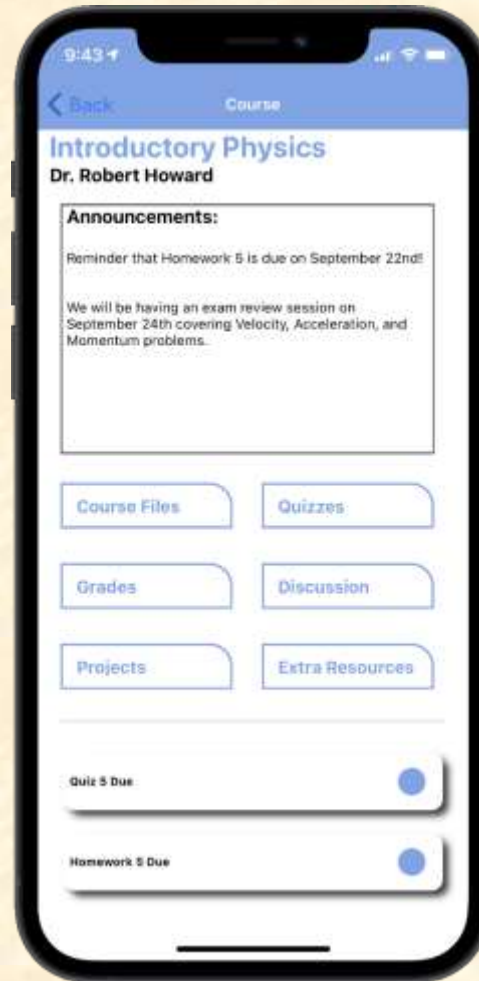 9:43
Back
Course
Introductory Physics
Dr. Robert Howard
Announcements:
Reminder that Homework 5 is due on September 22nd!
We will be having an exam review session on
September 24th covering Velocity, Acceleration, and
Momentum problems.
Course Files
Quizzes
Grades
Discussion
Projects
Extra Resources
Quiz 5 Due
Homework 5 Due